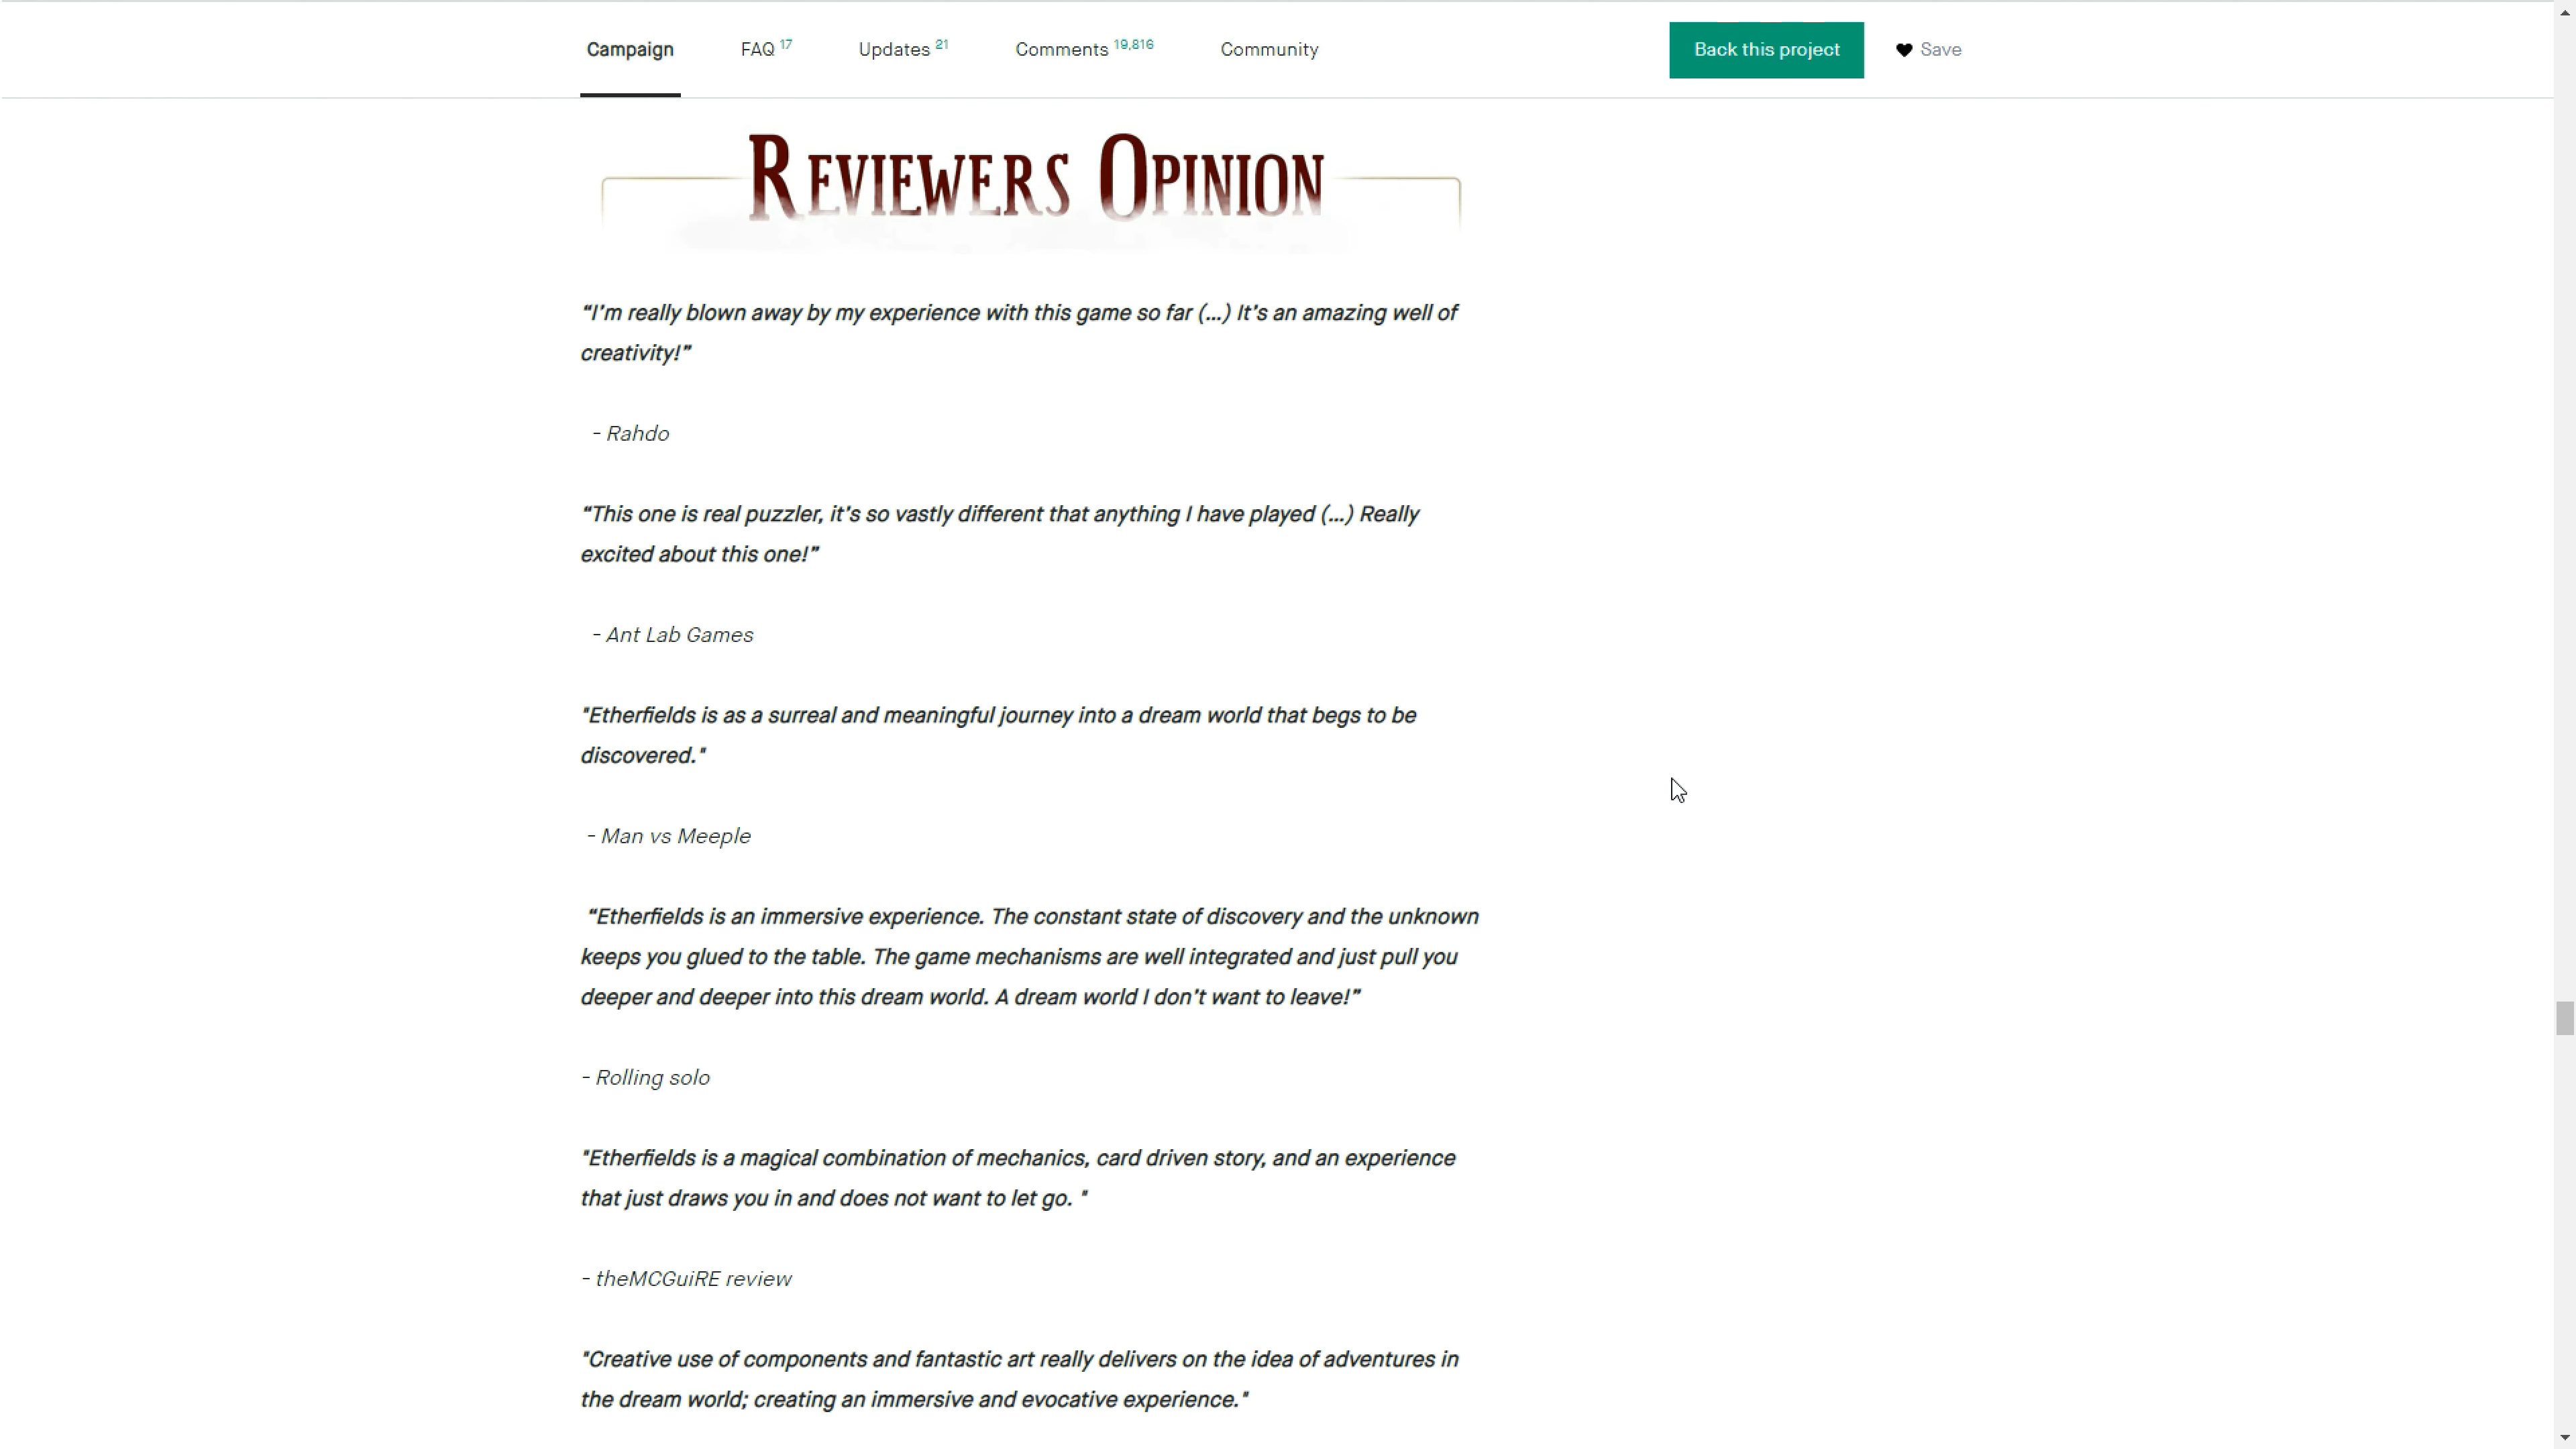 Campaign FAQ 17 Updates 21 Comments 19,816 Community Back this project Save
REVIEWERS OPINION
“I’m really blown away by my experience with this game so far (...) It’s an amazing well of
creativity!”
- Rahdo
“This one is real puzzler, it’s so vastly different that anything I have played (...) Really
excited about this one!”
- Ant Lab Games
"Etherfields is as a surreal and meaningful journey into a dream world that begs to be
discovered."
- Man vs Meeple
“Etherfields is an immersive experience. The constant state of discovery and the unknown
keeps you glued to the table. The game mechanisms are well integrated and just pull you
deeper and deeper into this dream world. A dream world I don’t want to leave!”
- Rolling solo
"Etherfields is a magical combination of mechanics, card driven story, and an experience
that just draws you in and does not want to let go. "
- theMCGuiRE review
"Creative use of components and fantastic art really delivers on the idea of adventures in
the dream world; creating an immersive and evocative experience."